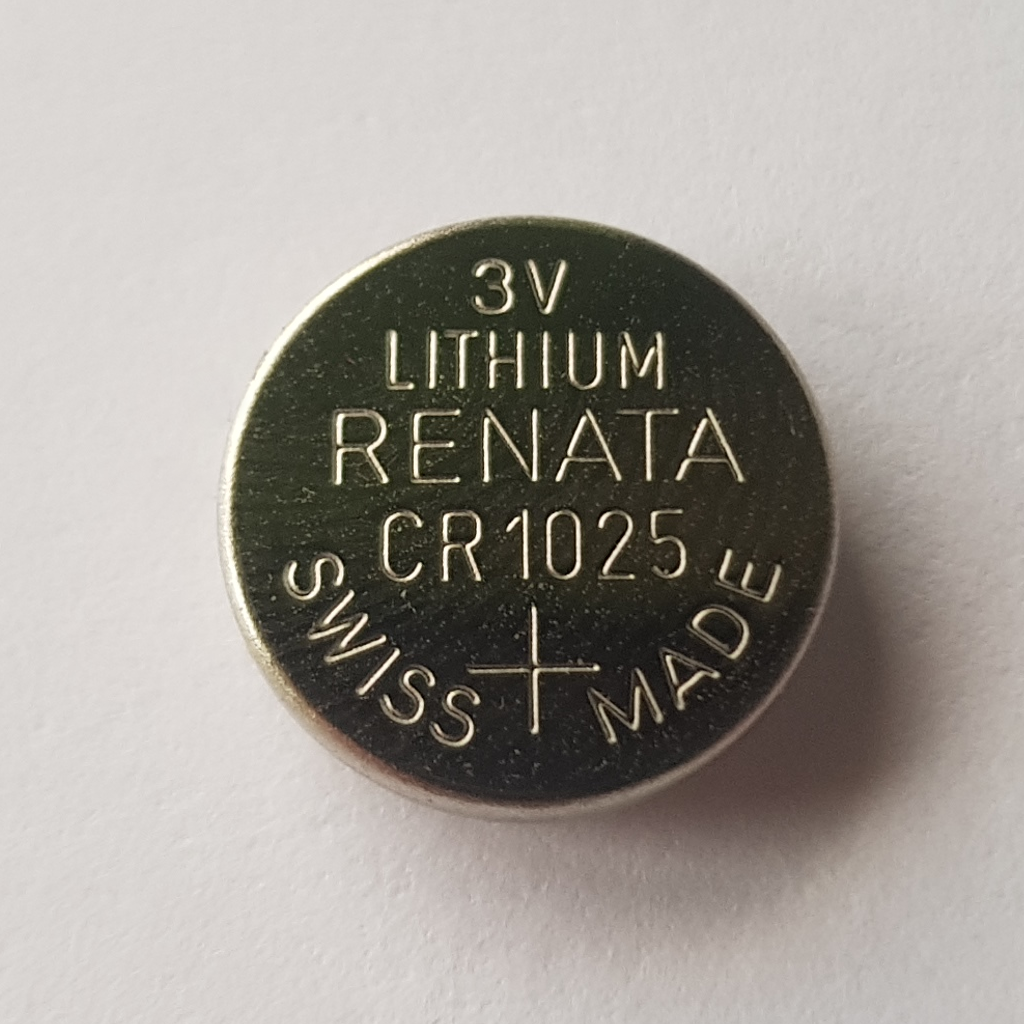 3V
LITHIUM
RENATA
CR1025
SWISS + MADE